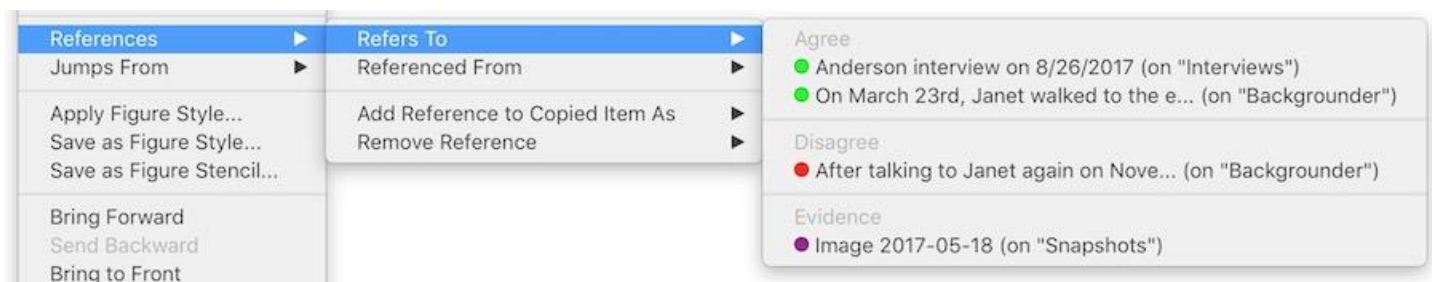 References
Jumps From
Apply Figure Style...
Save as Figure Style...
Save as Figure Stencil...
Bring Forward
Send Backward
Bring to Front
Refers To
Referenced From
Add Reference to Copied Item As
Remove Reference
Agree
Anderson interview on 8/26/2017 (on "Interviews")
On March 23rd, Janet walked to the e... (on "Backgrounder")
Disagree
After talking to Janet again on Nove... (on "Backgrounder")
Evidence
Image 2017-05-18 (on "Snapshots")